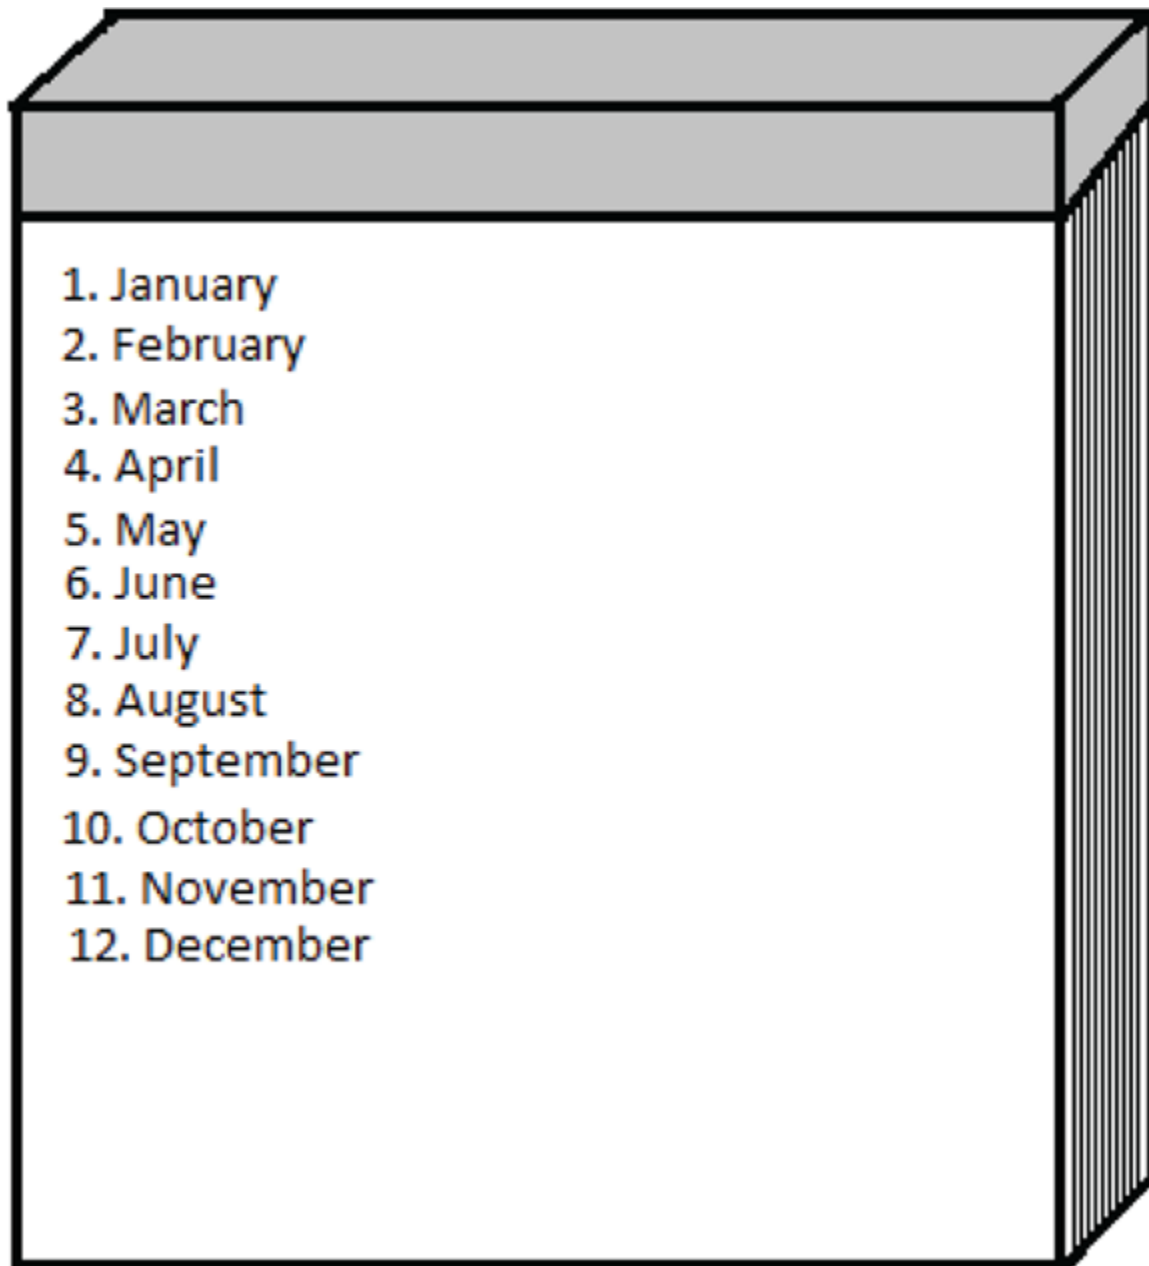 1. January
2. February
3. March
4. April
5. May
6. June
7. July
8. August
9. September
10. October
11. November
12. December